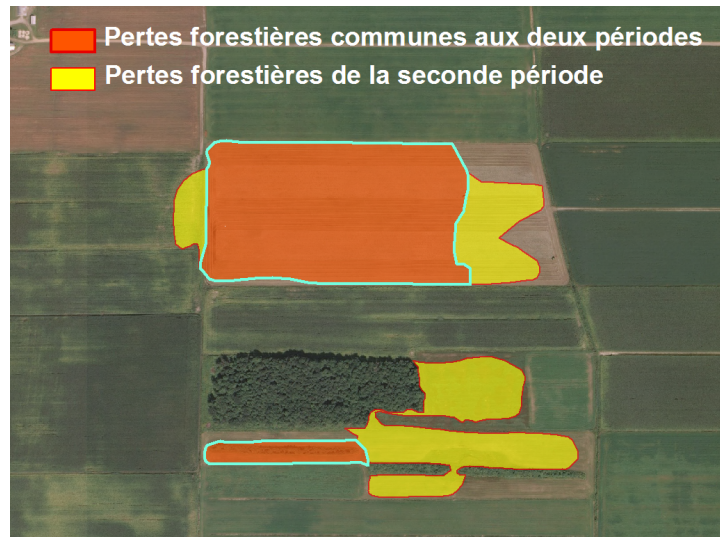 Pertes forestières communes aux deux périodes
Pertes forestières de la seconde période